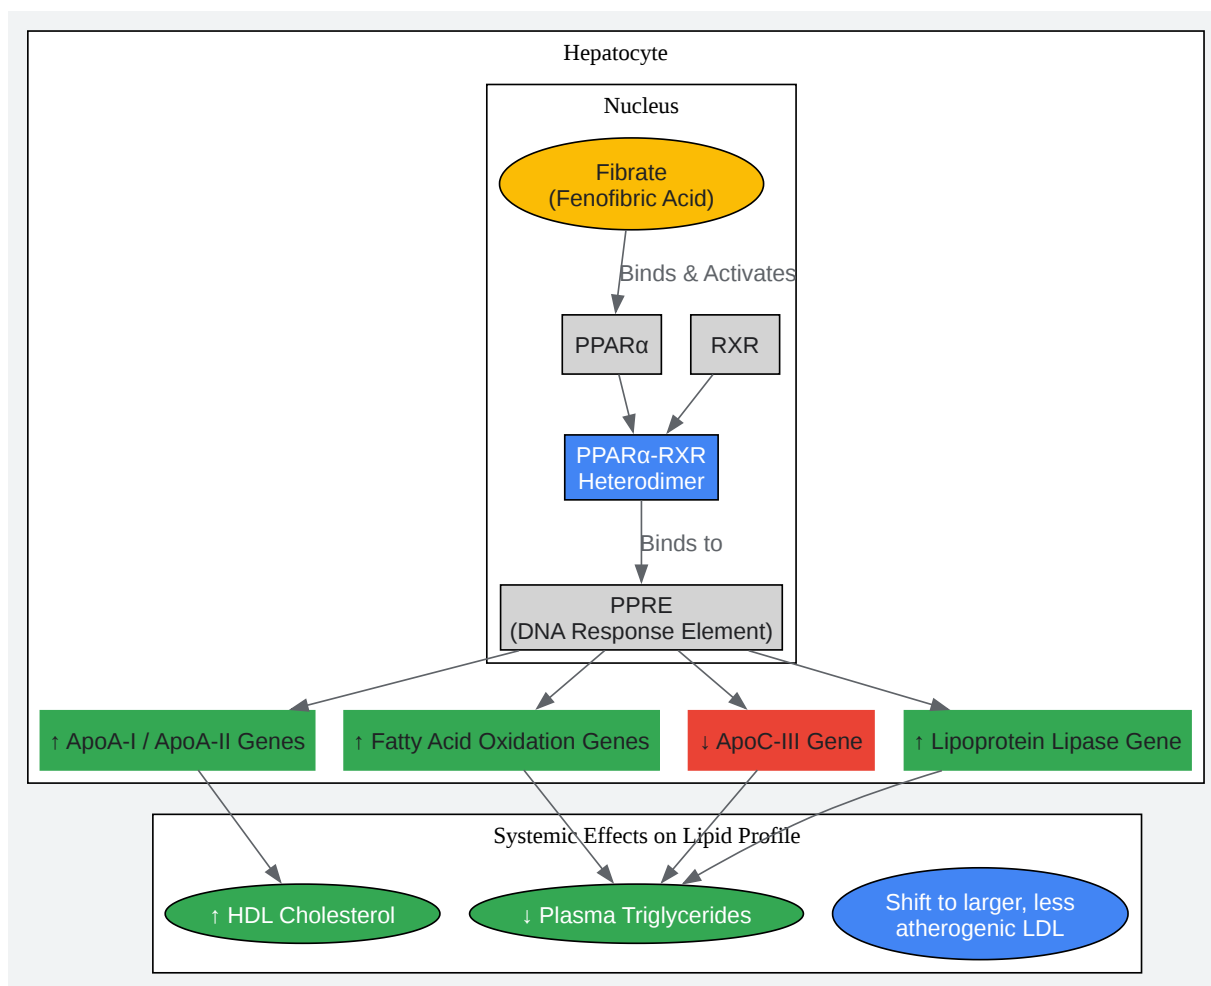 Hepatocyte
Nucleus
Fibrate
(Fenofibric Acid)
Binds & Activates
PPARα
RXR
PPARα-RXR
Heterodimer
Binds to
PPRE
(DNA Response Element)
↑ ApoA-I / ApoA-II Genes
↑ Fatty Acid Oxidation Genes
↓ ApoC-III Gene
↑ Lipoprotein Lipase Gene
Systemic Effects on Lipid Profile
↑ HDL Cholesterol
↓ Plasma Triglycerides
Shift to larger, less
atherogenic LDL